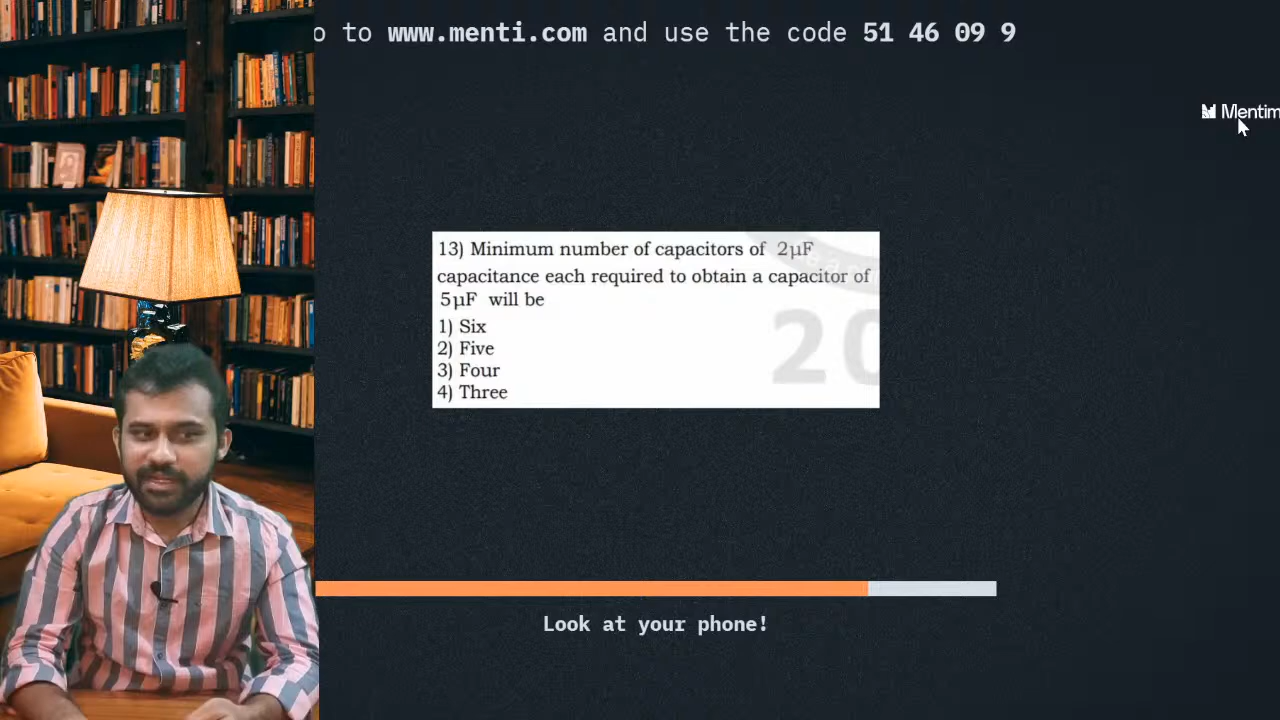 o to www.menti.com and use the code 51 46 09 9
Mentim
13) Minimum number of capacitors of 2μF
capacitance each required to obtain a capacitor of
5μF will be
1) Six
2) Five
3) Four
4) Three
20
Look at your phone!